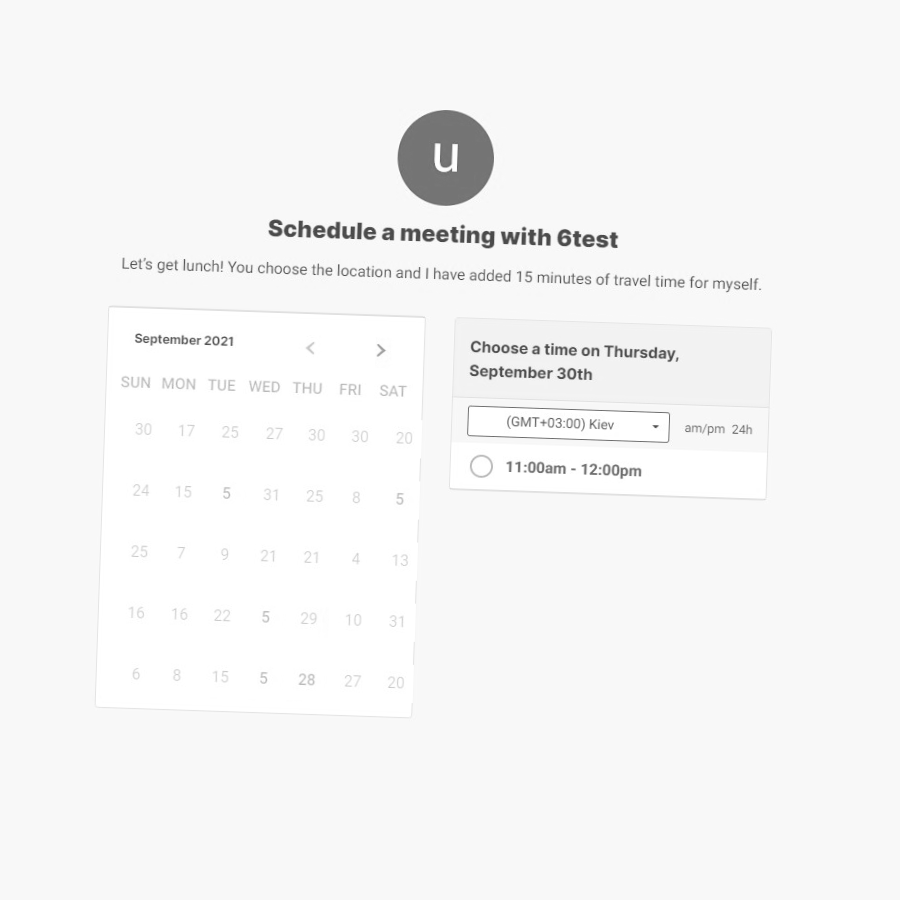 u
Schedule a meeting with 6test
Let's get lunch! You choose the location and I have added 15 minutes of travel time for myself.
September 2021
SUN MON TUE WED THU FRI SAT
30 17 25 27 30 30 20
24 15 5 31 25 8 5
25 7 9 21 21 4 13
16 16 22 5 29 10 31
6 8 15 5 28 27 20
Choose a time on Thursday,
September 30th
(GMT+03:00) Kiev am/pm 24h
11:00am - 12:00pm